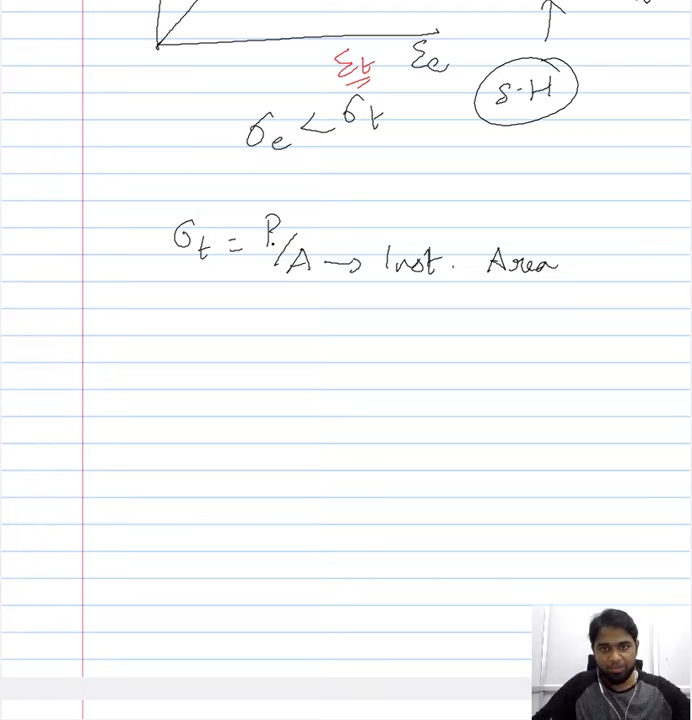 εt εe
S-H
σe < σt
σt = P/A → Inst. Area